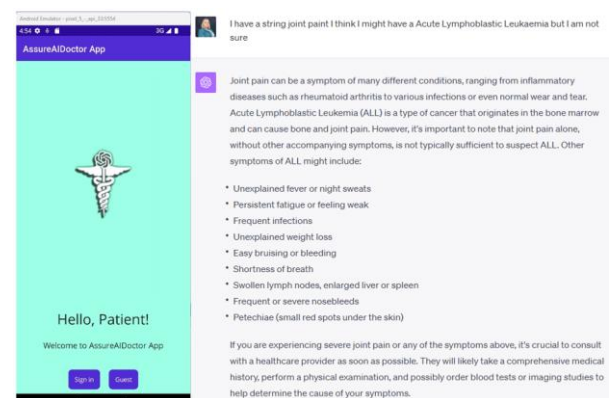 Android Emulator - pixel_5_-_api_33:5554
4:54
3G
AssureAIDoctor App
Hello, Patient!
Welcome to AssureAIDoctor App
Sign in
Guest
I have a string joint paint I think I might have a Acute Lymphoblastic Leukaemia but I am not
sure
Joint pain can be a symptom of many different conditions, ranging from inflammatory
diseases such as rheumatoid arthritis to various infections or even normal wear and tear.
Acute Lymphoblastic Leukemia (ALL) is a type of cancer that originates in the bone marrow
and can cause bone and joint pain. However, it's important to note that joint pain alone,
without other accompanying symptoms, is not typically sufficient to suspect ALL. Other
symptoms of ALL might include:
• Unexplained fever or night sweats
• Persistent fatigue or feeling weak
• Frequent infections
• Unexplained weight loss
• Easy bruising or bleeding
• Shortness of breath
• Swollen lymph nodes, enlarged liver or spleen
• Frequent or severe nosebleeds
• Petechiae (small red spots under the skin)
If you are experiencing severe joint pain or any of the symptoms above, it's crucial to consult
with a healthcare provider as soon as possible. They will likely take a comprehensive medical
history, perform a physical examination, and possibly order blood tests or imaging studies to
help determine the cause of your symptoms.